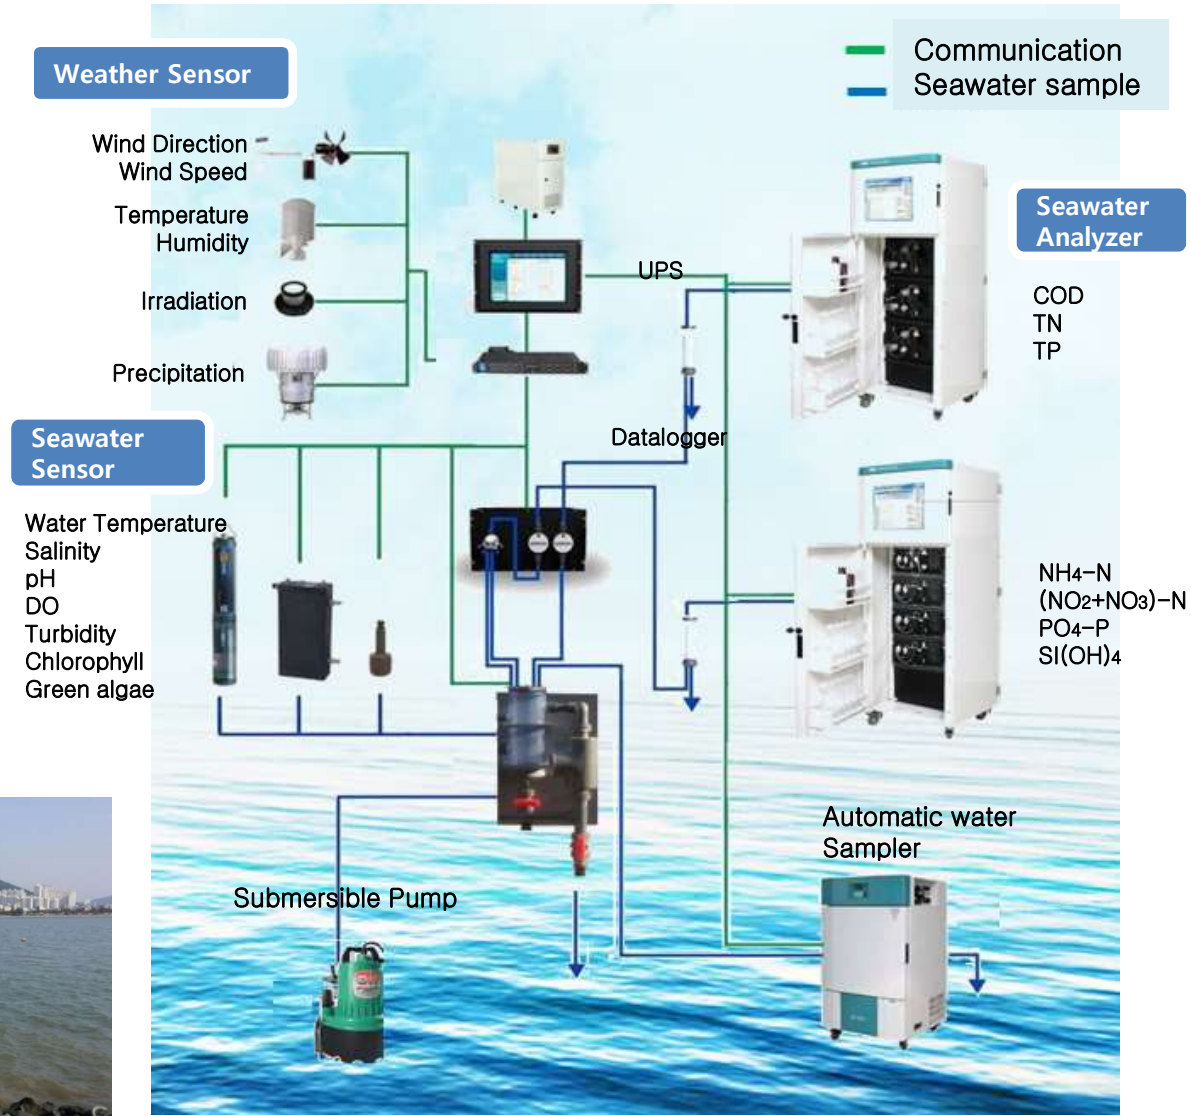 Weather Sensor
Wind Direction
Wind Speed
Temperature
Humidity
Irradiation
Precipitation
Communication
Seawater sample
UPS
Datalogger
Seawater
Analyzer
COD
TN
TP
Seawater
Sensor
Water Temperature
Salinity
pH
DO
Turbidity
Chlorophyll
Green algae
NH4-N
(NO2+NO3)-N
PO4-P
SI(OH)4
Automatic water
Sampler
Submersible Pump